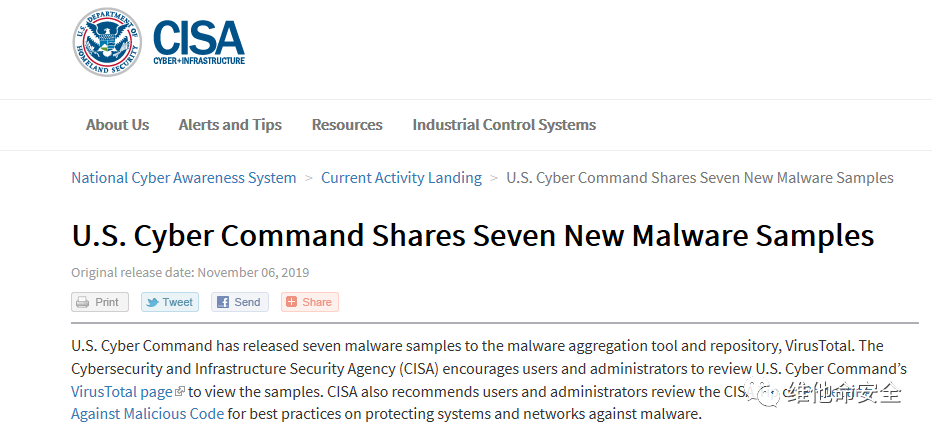 U.S. DEPARTMENT OF
HOMELAND SECURITY
CISA
CYBER+INFRASTRUCTURE
About Us Alerts and Tips Resources Industrial Control Systems
National Cyber Awareness System > Current Activity Landing > U.S. Cyber Command Shares Seven New Malware Samples
U.S. Cyber Command Shares Seven New Malware Samples
Original release date: November 06, 2019
Print Tweet Send Share
U.S. Cyber Command has released seven malware samples to the malware aggregation tool and repository, VirusTotal. The
Cybersecurity and Infrastructure Security Agency (CISA) encourages users and administrators to review U.S. Cyber Command's
VirusTotal page to view the samples. CISA also recommends users and administrators review the CISA
维他命安全
Against Malicious Code for best practices on protecting systems and networks against malware.